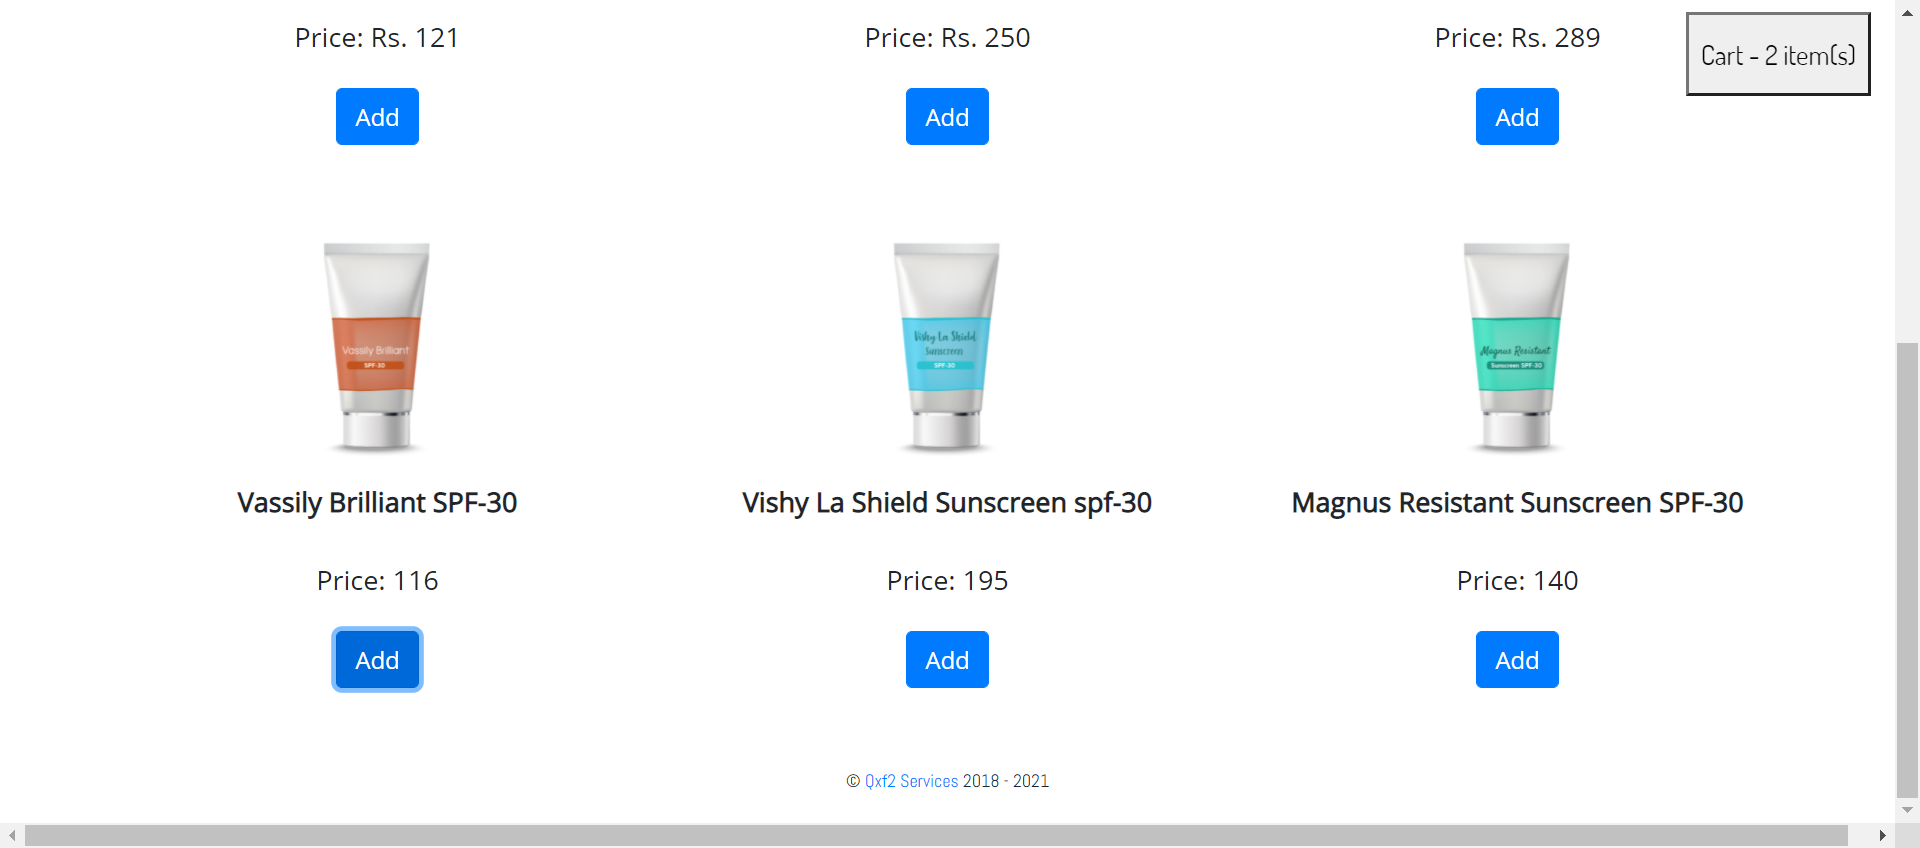 Price: Rs. 121
Price: Rs. 250
Price: Rs. 289
Cart - 2 item(s)
Add
Add
Add
Vassily Brilliant
SPF-30
Vishy La Shield
Sunscreen
SPF-30
Magnus Resistant
Sunscreen SPF-30
Vassily Brilliant SPF-30
Vishy La Shield Sunscreen spf-30
Magnus Resistant Sunscreen SPF-30
Price: 116
Price: 195
Price: 140
Add
Add
Add
© Qxf2 Services 2018 - 2021